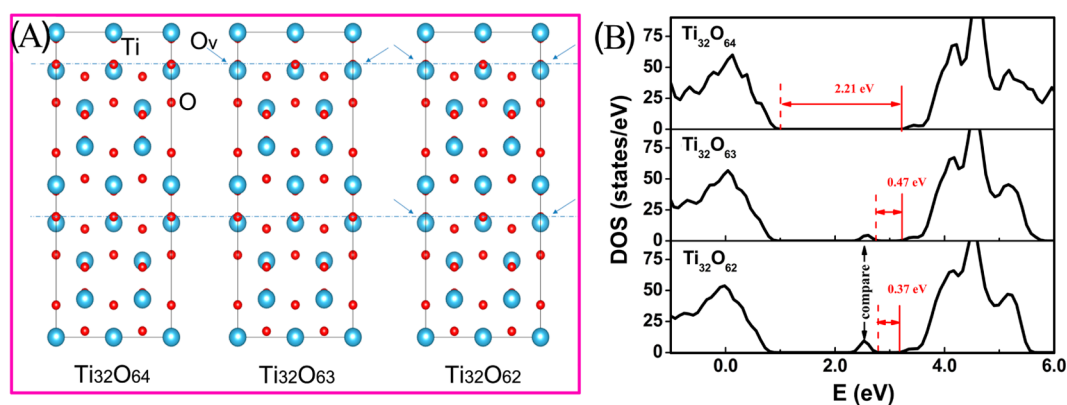 (A)
Ti
Ov
O
Ti32O64
Ti32O63
Ti32O62
(B)
DOS (states/eV)
75
50
25
0
Ti32O64
2.21 eV
75
50
25
0
Ti32O63
0.47 eV
75
50
25
0
Ti32O62
compare
0.37 eV
0.0
2.0
4.0
6.0
E (eV)